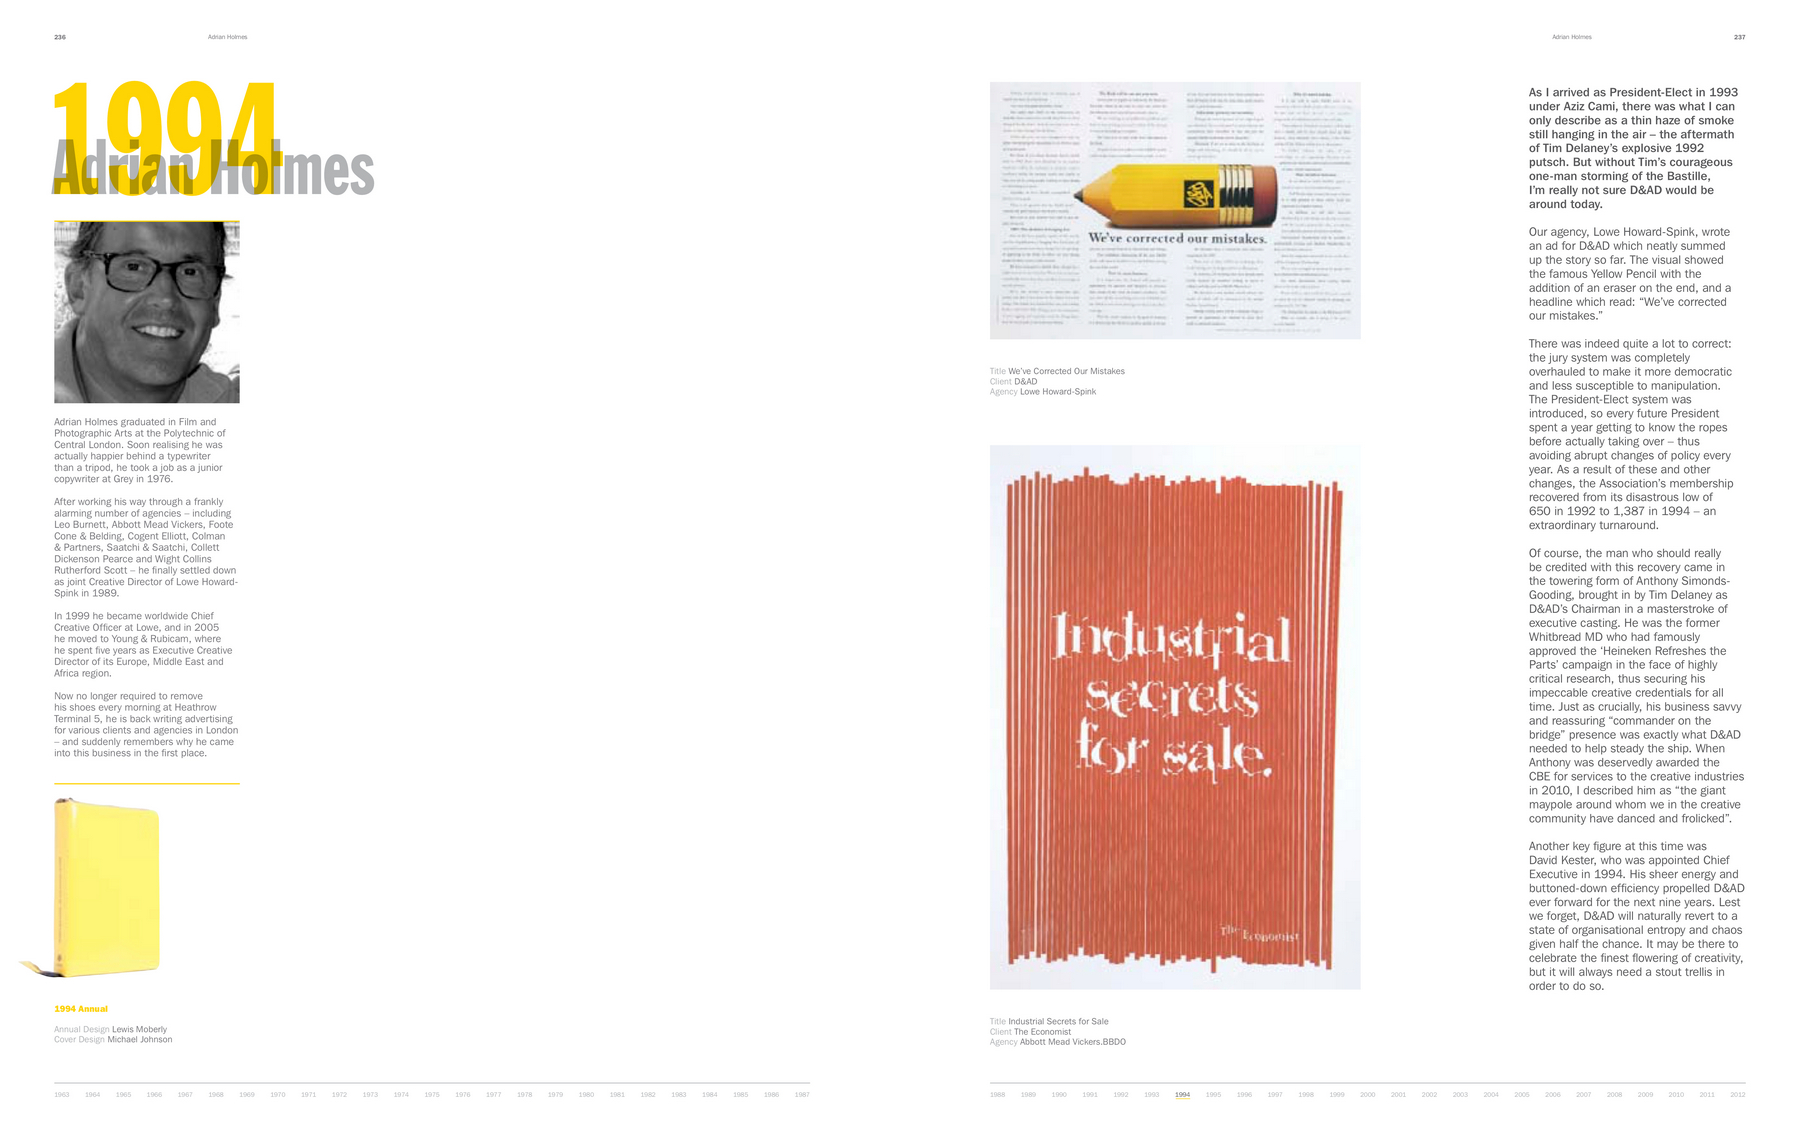 236
Adrian Holmes
1994
Adrian Holmes
Adrian Holmes graduated in Film and
Photographic Arts at the Polytechnic of
Central London. Soon realising he was
actually happier behind a typewriter
than a tripod, he took a job as a junior
copywriter at Grey in 1976.
After working his way through a frankly
alarming number of agencies – including
Leo Burnett, Abbott Mead Vickers, Foote
Cone & Belding, Cogent Elliott, Colman
& Partners, Saatchi & Saatchi, Collett
Dickenson Pearce and Wight Collins
Rutherford Scott – he finally settled down
as joint Creative Director of Lowe Howard-
Spink in 1989.
In 1999 he became worldwide Chief
Creative Officer at Lowe, and in 2005
he moved to Young & Rubicam, where
he spent five years as Executive Creative
Director of its Europe, Middle East and
Africa region.
Now no longer required to remove
his shoes every morning at Heathrow
Terminal 5, he is back writing advertising
for various clients and agencies in London
– and suddenly remembers why he came
into this business in the first place.
1994 Annual
Annual Design Lewis Moberly
Cover Design Michael Johnson
1963 1964 1965 1966 1967 1968 1969 1970 1971 1972 1973 1974 1975 1976 1977 1978 1979 1980 1981 1982 1983 1984 1985 1986 1987
Adrian Holmes
237
We've corrected our mistakes.
Title We've Corrected Our Mistakes
Client D&AD
Agency Lowe Howard-Spink
Industrial
secrets
for sale.
The Economist
Title Industrial Secrets for Sale
Client The Economist
Agency Abbott Mead Vickers.BBDO
As I arrived as President-Elect in 1993
under Aziz Cami, there was what I can
only describe as a thin haze of smoke
still hanging in the air – the aftermath
of Tim Delaney's explosive 1992
putsch. But without Tim's courageous
one-man storming of the Bastille,
I'm really not sure D&AD would be
around today.
Our agency, Lowe Howard-Spink, wrote
an ad for D&AD which neatly summed
up the story so far. The visual showed
the famous Yellow Pencil with the
addition of an eraser on the end, and a
headline which read: “We've corrected
our mistakes.”
There was indeed quite a lot to correct:
the jury system was completely
overhauled to make it more democratic
and less susceptible to manipulation.
The President-Elect system was
introduced, so every future President
spent a year getting to know the ropes
before actually taking over – thus
avoiding abrupt changes of policy every
year. As a result of these and other
changes, the Association's membership
recovered from its disastrous low of
650 in 1992 to 1,387 in 1994 – an
extraordinary turnaround.
Of course, the man who should really
be credited with this recovery came in
the towering form of Anthony Simonds-
Gooding, brought in by Tim Delaney as
D&AD's Chairman in a masterstroke of
executive casting. He was the former
Whitbread MD who had famously
approved the ‘Heineken Refreshes the
Parts’ campaign in the face of highly
critical research, thus securing his
impeccable creative credentials for all
time. Just as crucially, his business savvy
and reassuring “commander on the
bridge” presence was exactly what D&AD
needed to help steady the ship. When
Anthony was deservedly awarded the
CBE for services to the creative industries
in 2010, I described him as “the giant
maypole around whom we in the creative
community have danced and frolicked”.
Another key figure at this time was
David Kester, who was appointed Chief
Executive in 1994. His sheer energy and
buttoned-down efficiency propelled D&AD
ever forward for the next nine years. Lest
we forget, D&AD will naturally revert to a
state of organisational entropy and chaos
given half the chance. It may be there to
celebrate the finest flowering of creativity,
but it will always need a stout trellis in
order to do so.
1988 1989 1990 1991 1992 1993 1994 1995 1996 1997 1998 1999 2000 2001 2002 2003 2004 2005 2006 2007 2008 2009 2010 2011 2012